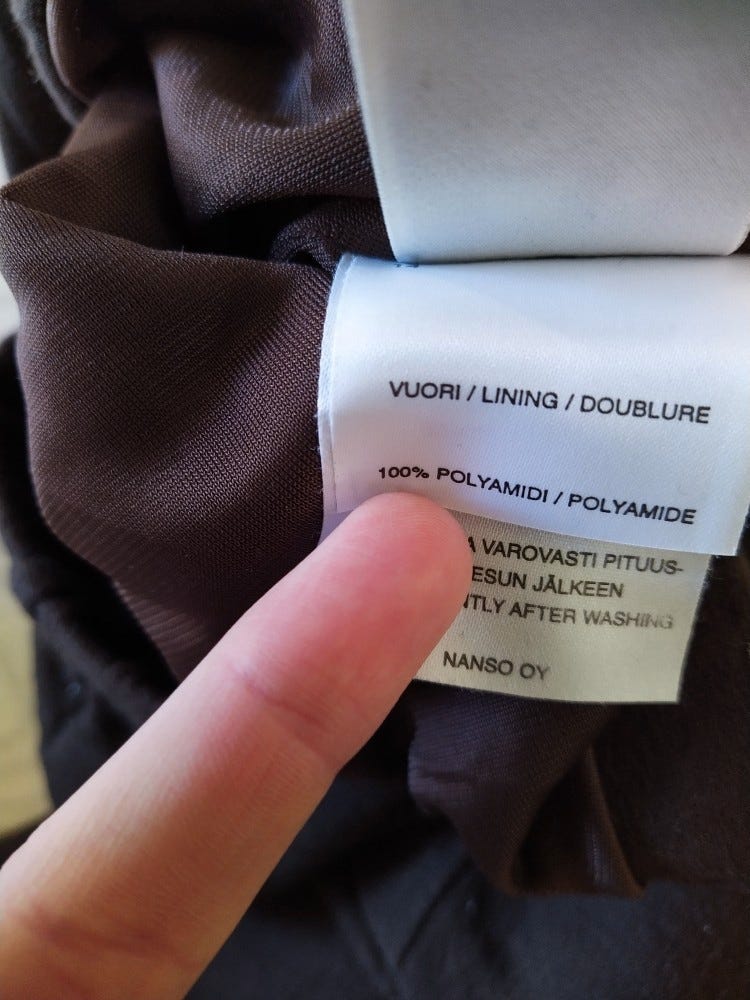 VUORI / LINING / DOUBLURE
100% POLYAMIDI / POLYAMIDE
VAROVASTI PITUUS-
JÄLKEEN
AFTER WASHING
NANSO OY